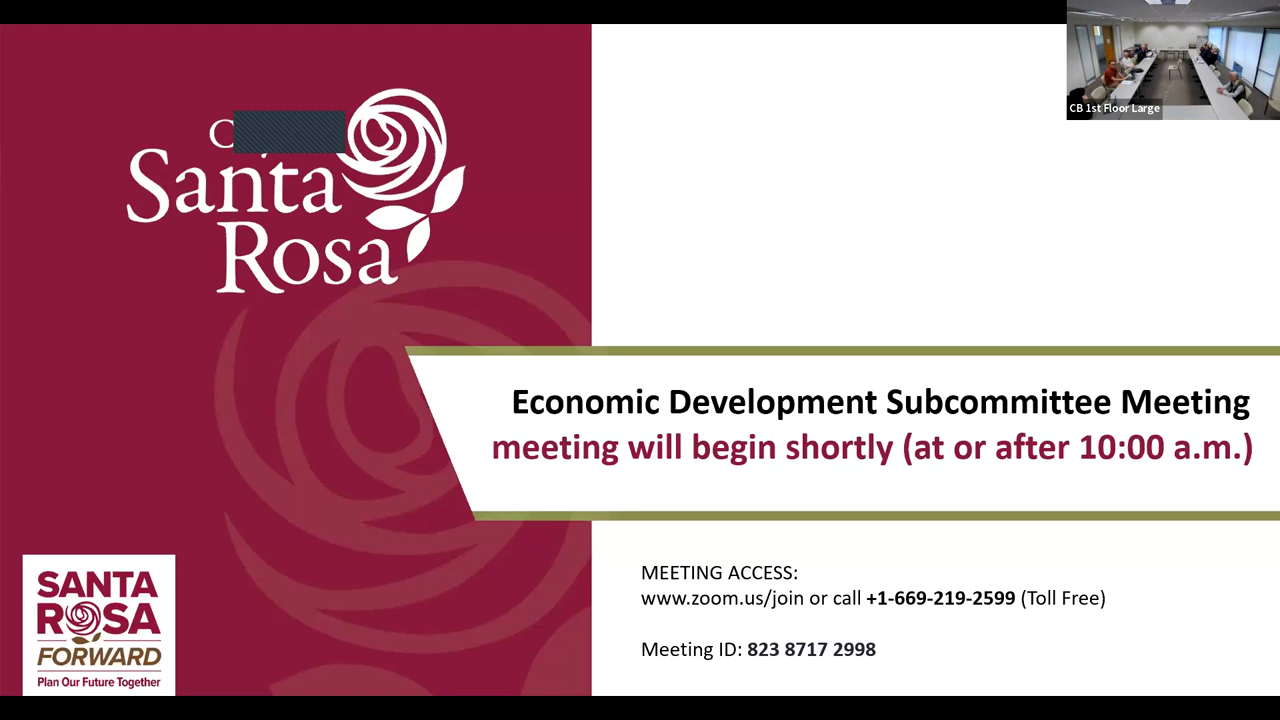 Santa
Rosa
CB 1st Floor Large
Economic Development Subcommittee Meeting
meeting will begin shortly (at or after 10:00 a.m.)
MEETING ACCESS:
www.zoom.us/join or call +1-669-219-2599 (Toll Free)
Meeting ID: 823 8717 2998
SANTA
ROSA
FORWARD
Plan Our Future Together